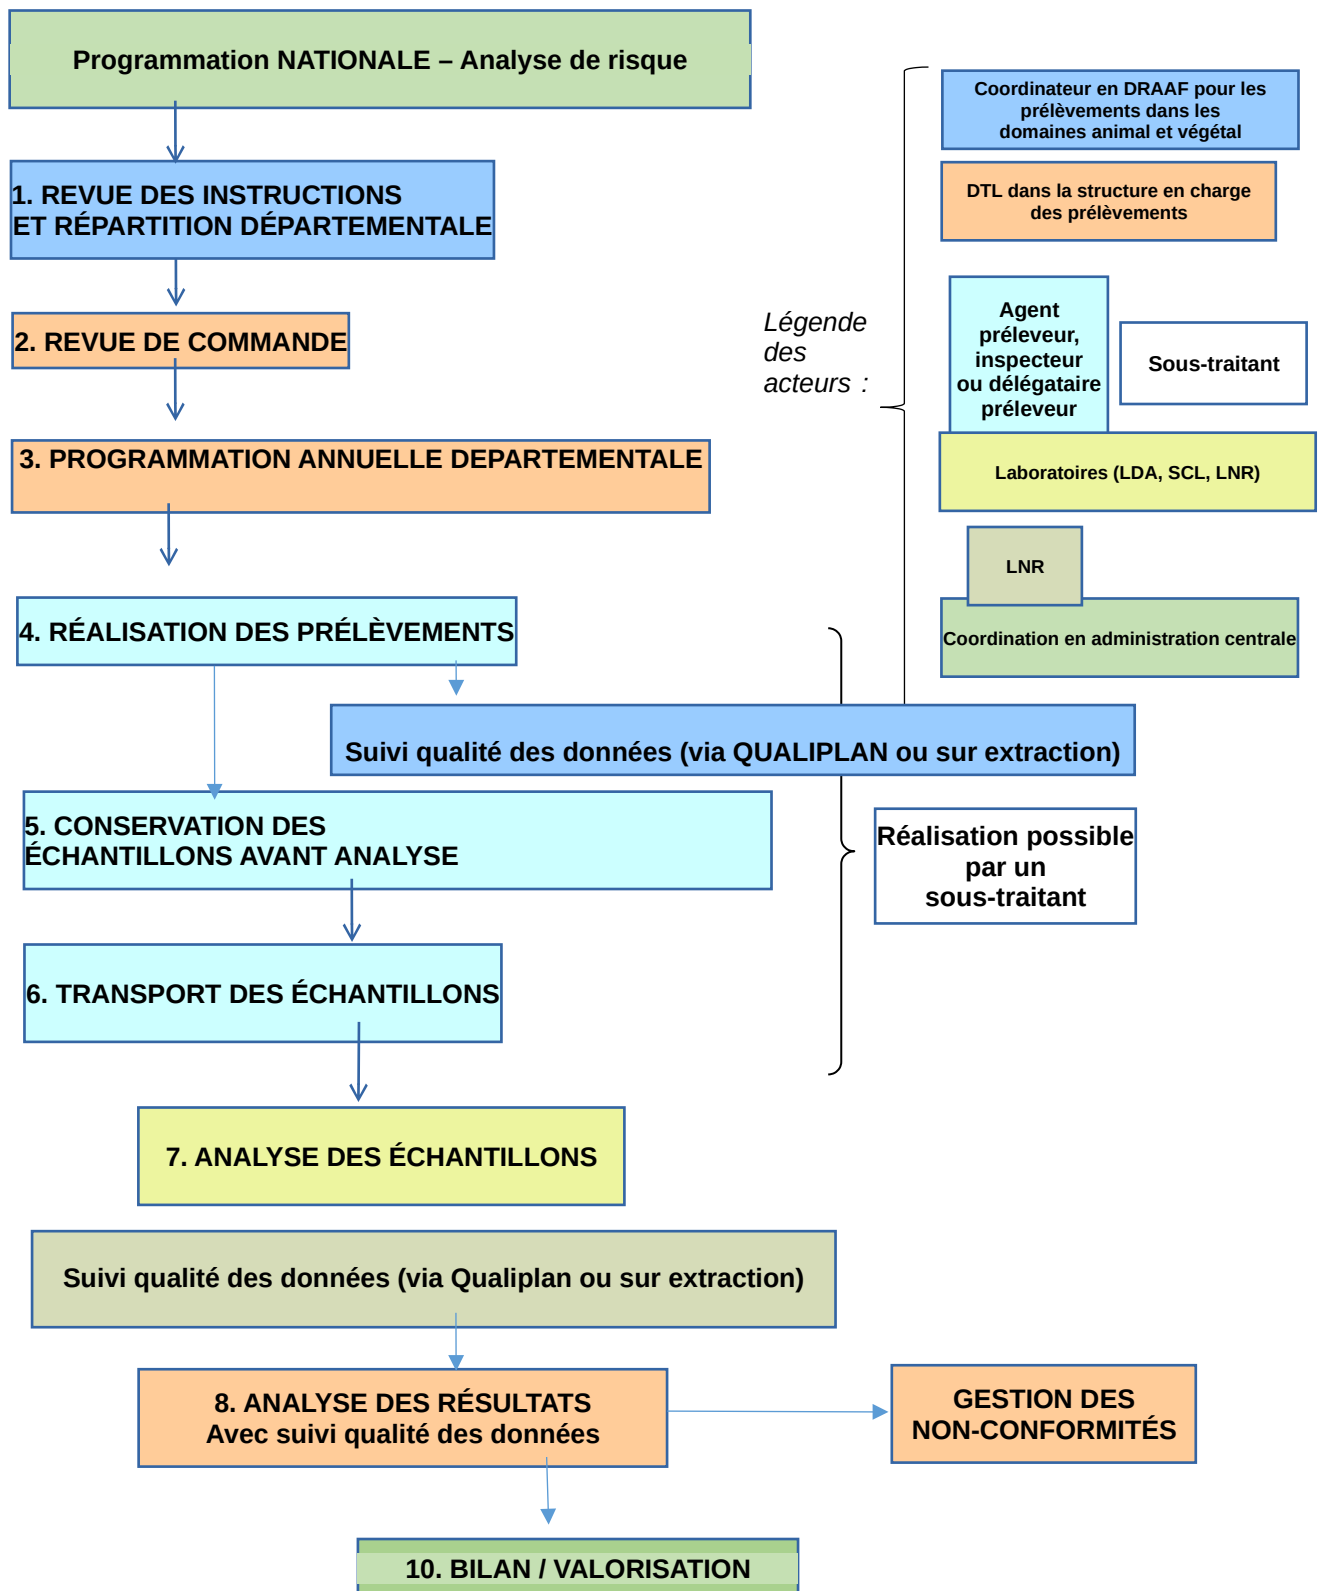 Programmation NATIONALE – Analyse de risque
1. REVUE DES INSTRUCTIONS
ET RÉPARTITION DÉPARTEMENTALE
2. REVUE DE COMMANDE
3. PROGRAMMATION ANNUELLE DEPARTEMENTALE
Légende
des
acteurs :
Coordinateur en DRAAF pour les
prélèvements dans les
domaines animal et végétal
DTL dans la structure en charge
des prélèvements
Agent
préleveur,
inspecteur
ou délégataire
préleveur
Sous-traitant
Laboratoires (LDA, SCL, LNR)
LNR
Coordination en administration centrale
4. RÉALISATION DES PRÉLÈVEMENTS
Suivi qualité des données (via QUALIPLAN ou sur extraction)
5. CONSERVATION DES
ÉCHANTILLONS AVANT ANALYSE
Réalisation possible
par un
sous-traitant
6. TRANSPORT DES ÉCHANTILLONS
7. ANALYSE DES ÉCHANTILLONS
Suivi qualité des données (via Qualiplan ou sur extraction)
8. ANALYSE DES RÉSULTATS
Avec suivi qualité des données
GESTION DES
NON-CONFORMITÉS
10. BILAN / VALORISATION